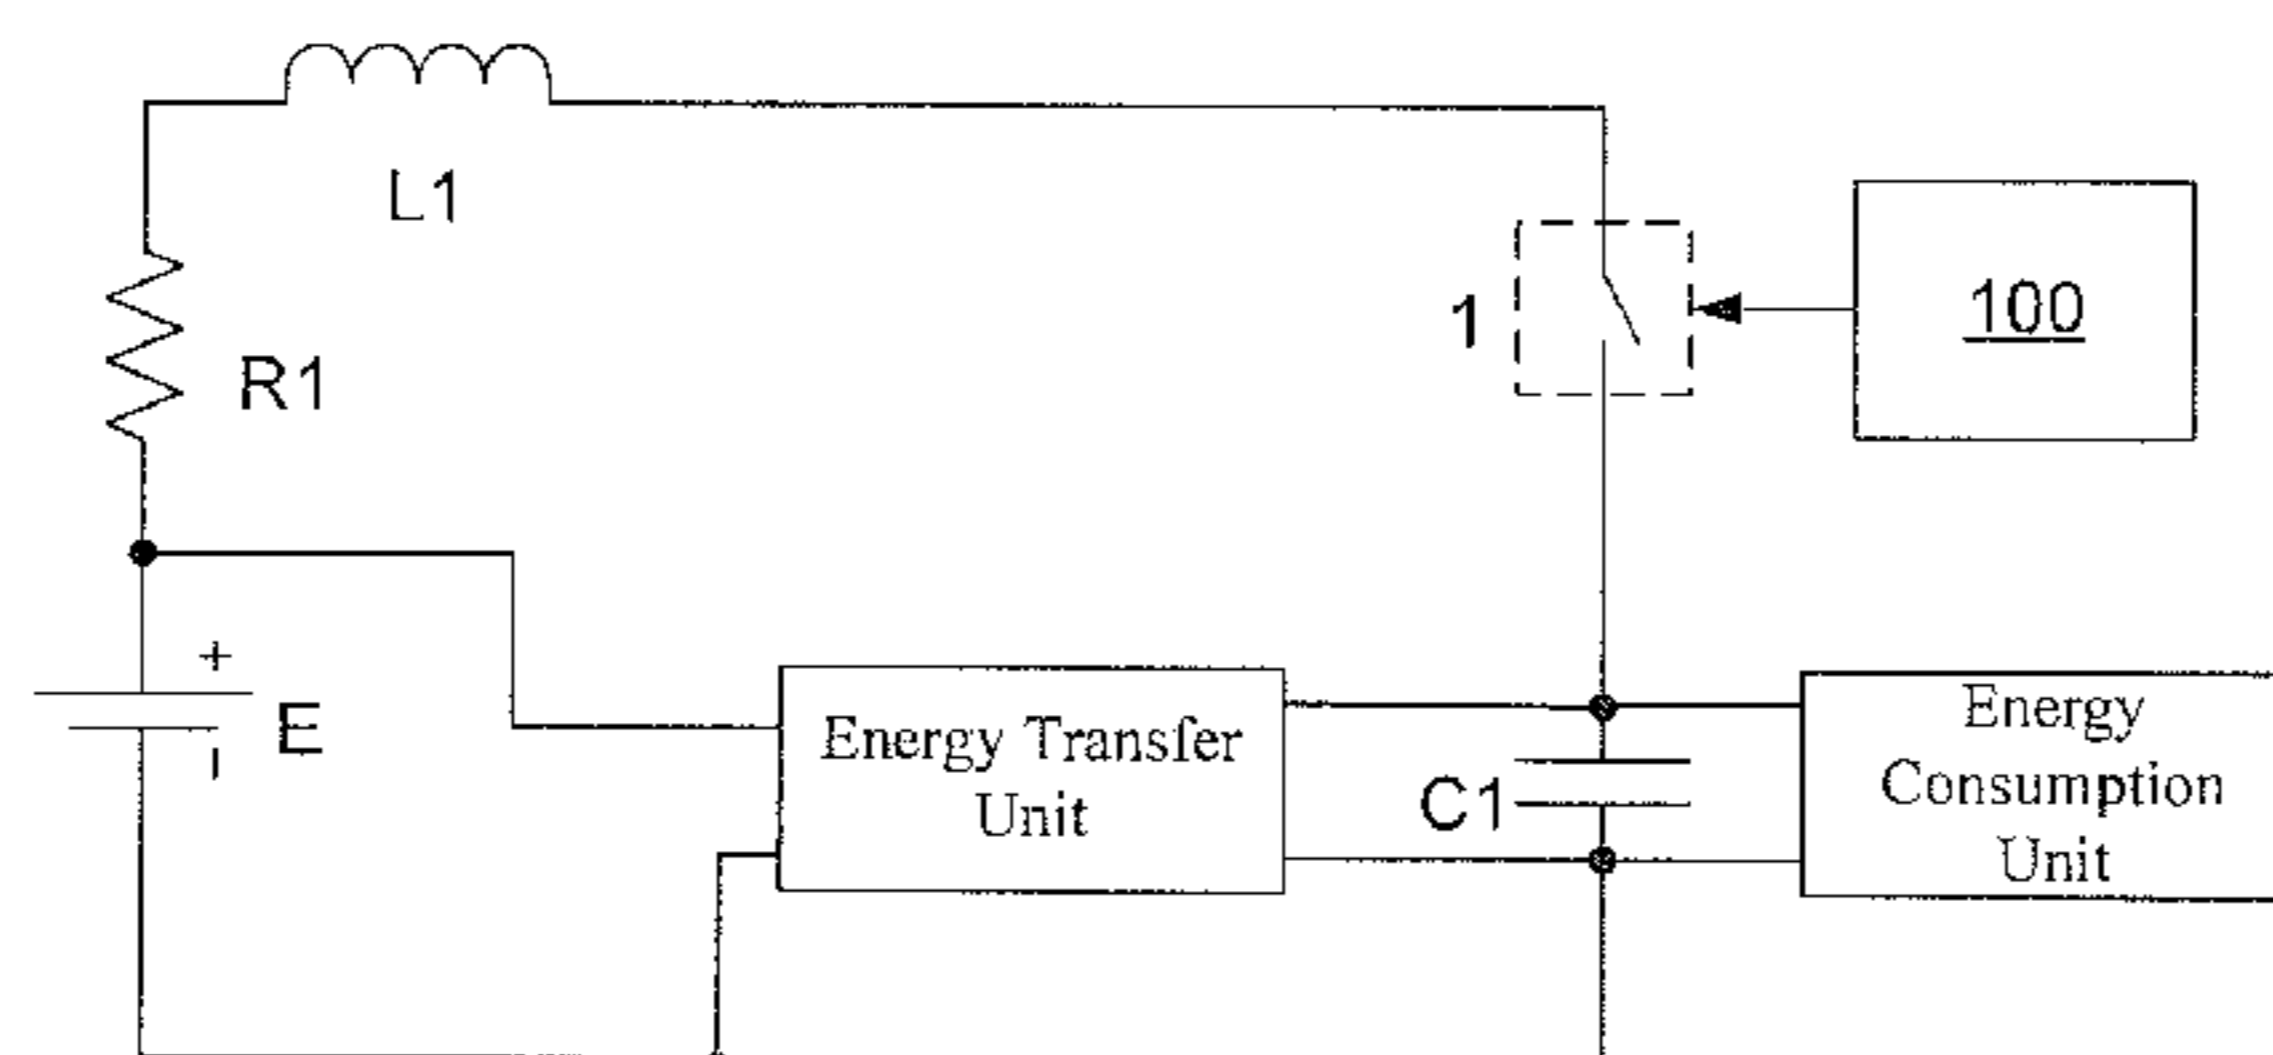 L1
1
100
R1
+
E
-
Energy Transfer
Unit
C1
Energy
Consumption
Unit